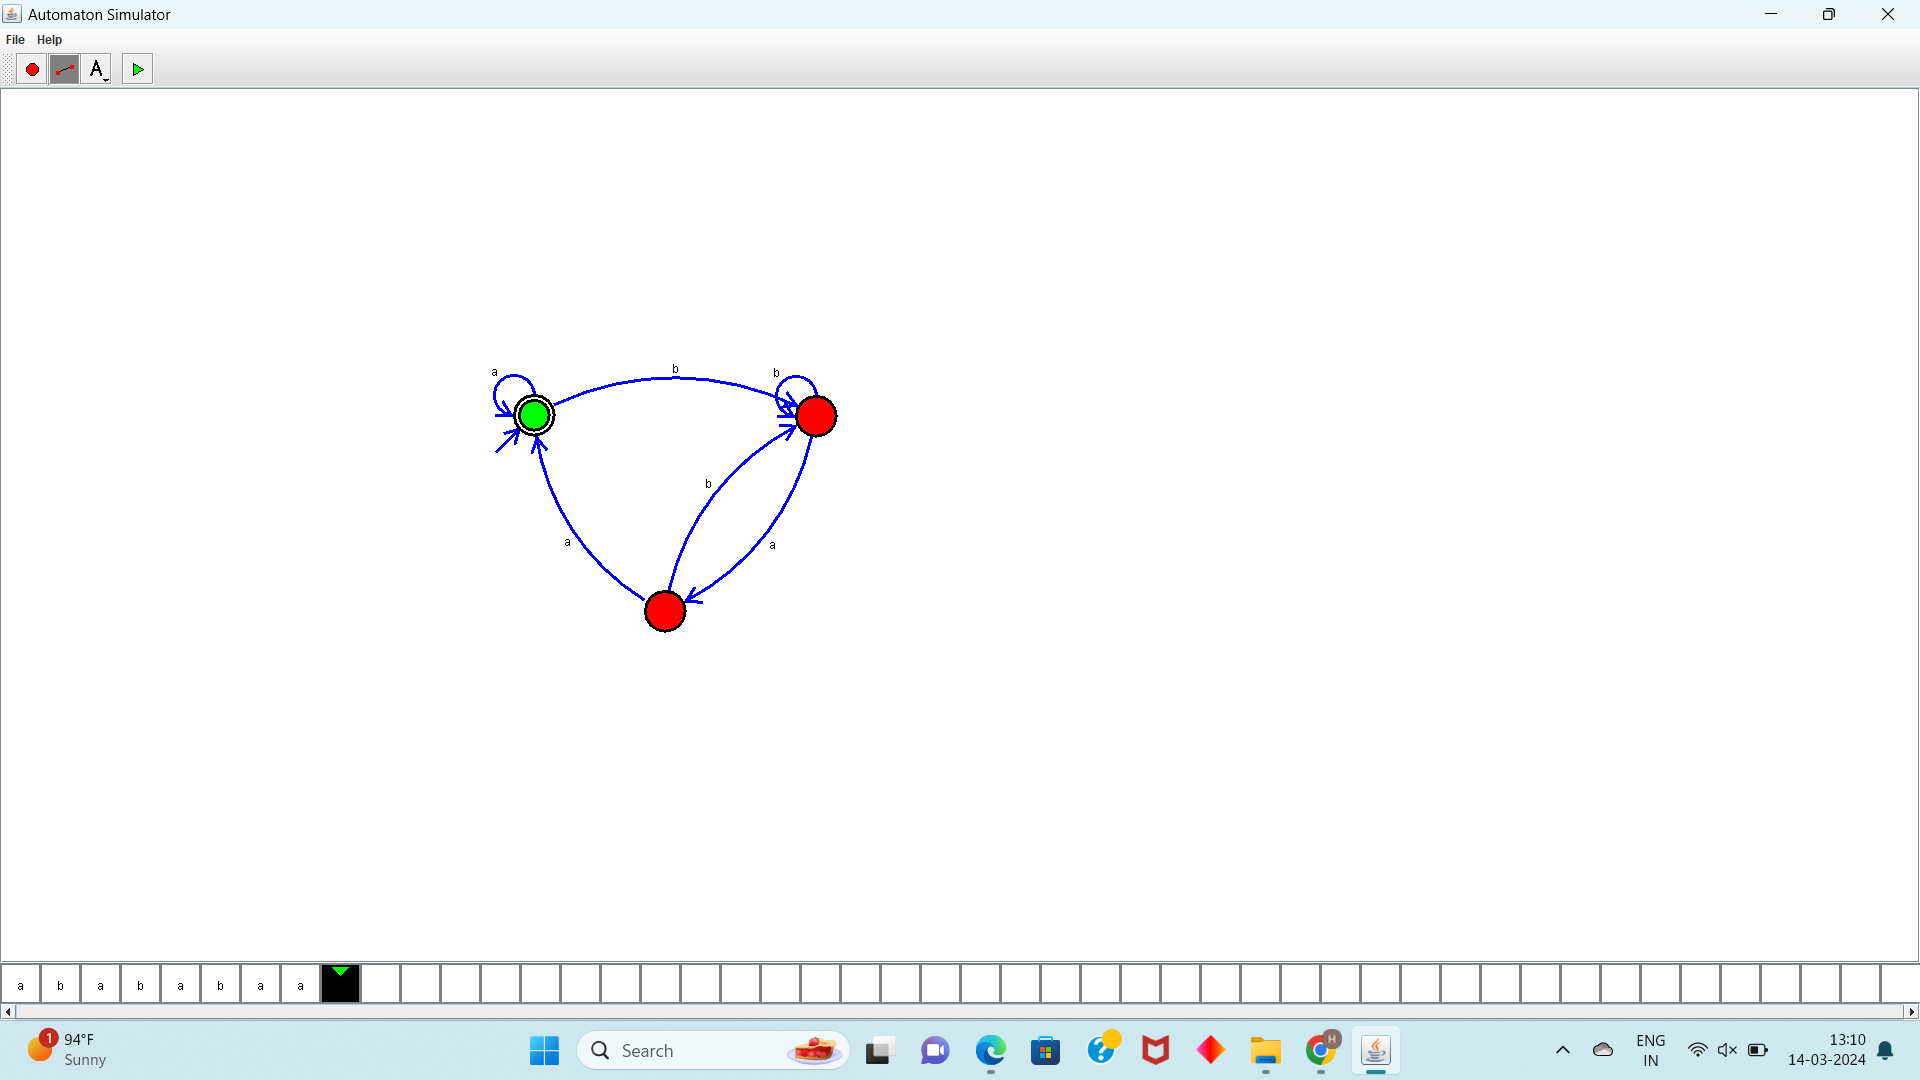 Automaton Simulator
File Help
A
a
b
b
b
a
a
a b a b a b a a
1
94°F
Sunny
Search
?
H
ENG
IN
13:10
14-03-2024